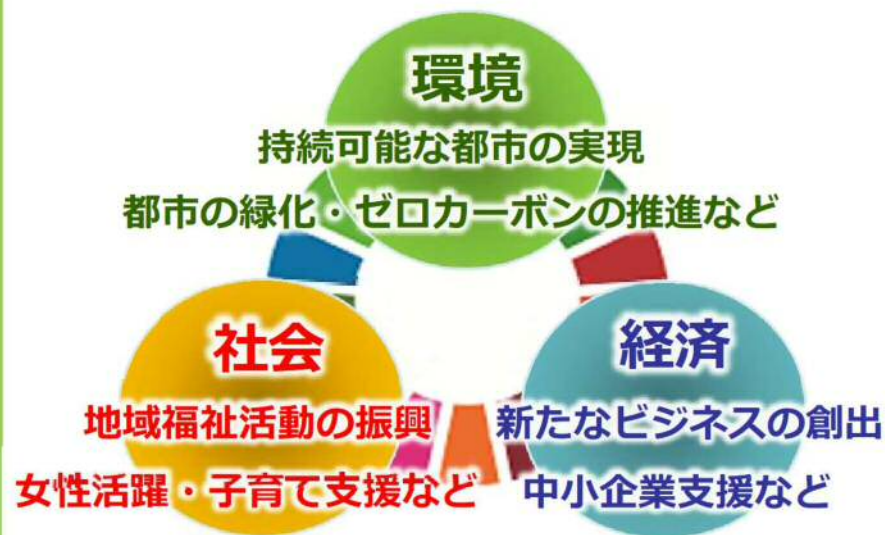 環境
持続可能な都市の実現
都市の緑化・ゼロカーボンの推進など
社会
地域福祉活動の振興
女性活躍・子育て支援など
経済
新たなビジネスの創出
中小企業支援など